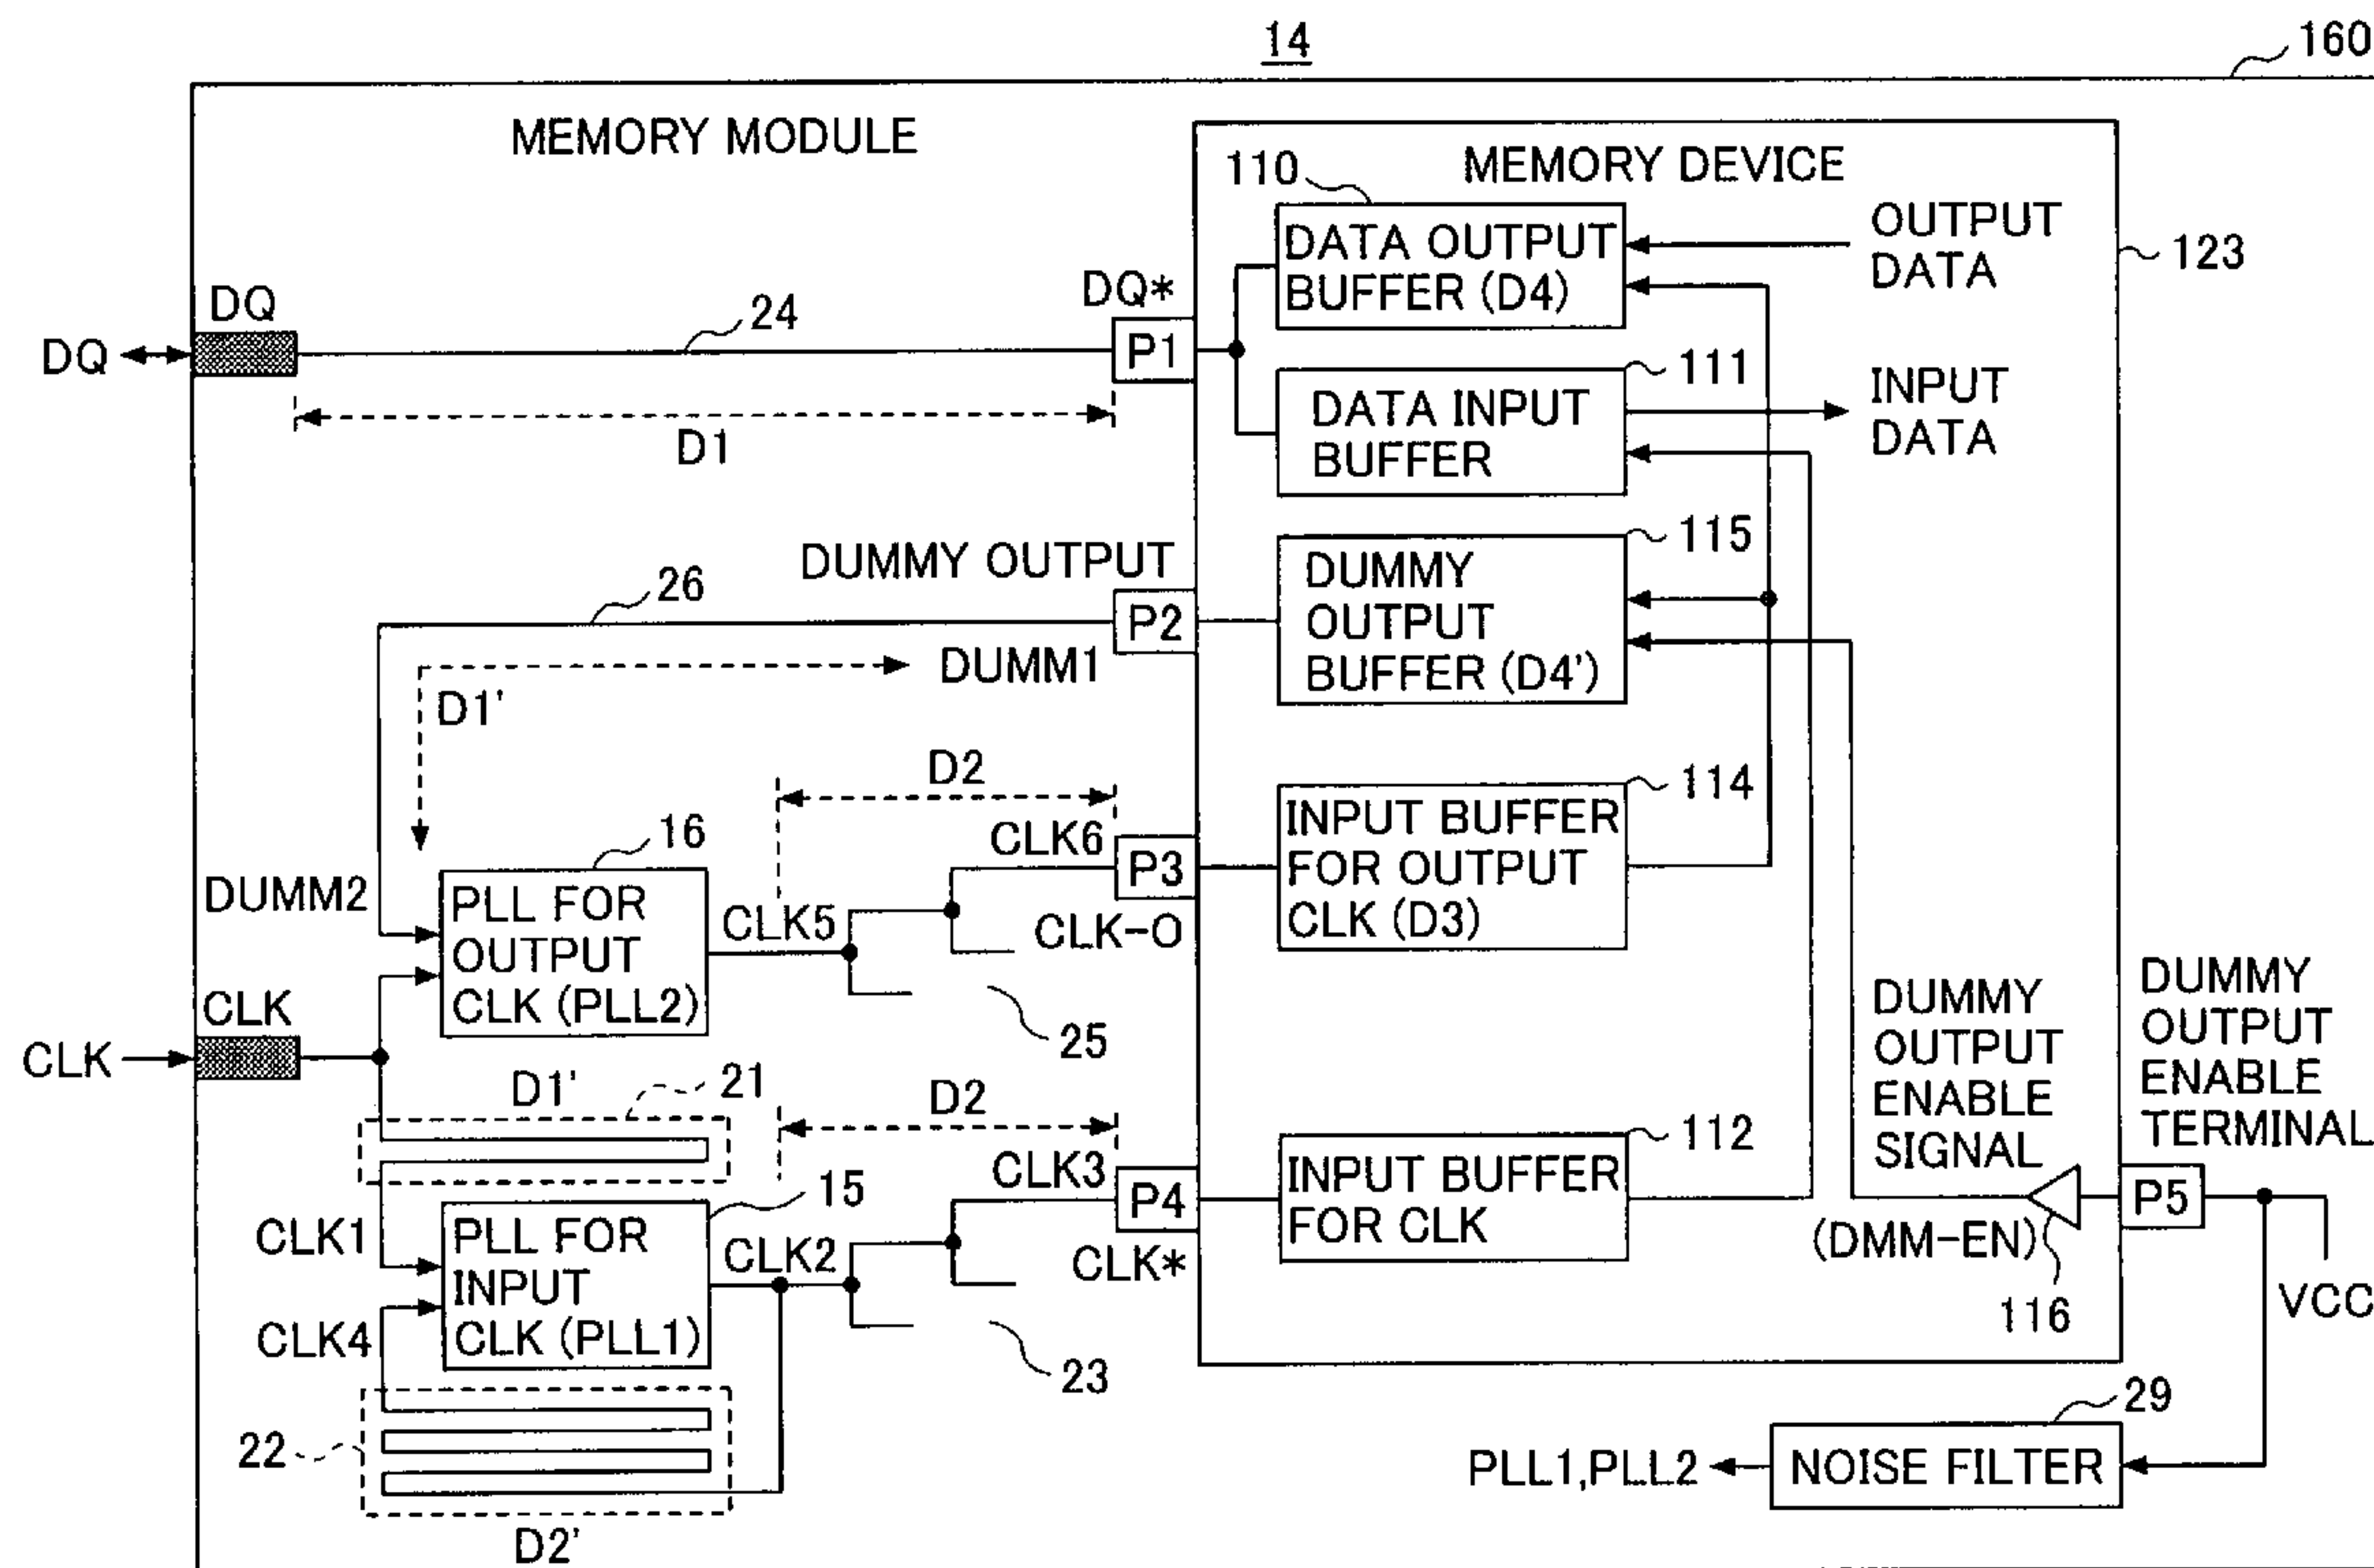 14
160
MEMORY MODULE
MEMORY DEVICE
110
DATA OUTPUT
BUFFER (D4)
OUTPUT
DATA
123
DQ
DQ
24
DQ*
P1
D1
111
DATA INPUT
BUFFER
INPUT
DATA
DUMMY OUTPUT
26
P2
DUMM1
D1'
115
DUMMY
OUTPUT
BUFFER (D4')
D2
CLK6
P3
CLK-O
114
INPUT BUFFER
FOR OUTPUT
CLK (D3)
DUMM2
16
PLL FOR
OUTPUT
CLK (PLL2)
CLK5
25
CLK
CLK
D1'
21
D2
CLK3
P4
CLK*
112
INPUT BUFFER
FOR CLK
DUMMY
OUTPUT
ENABLE
SIGNAL
(DMM-EN)
116
DUMMY
OUTPUT
ENABLE
TERMINAL
P5
VCC
CLK1
CLK4
15
PLL FOR
INPUT
CLK (PLL1)
CLK2
23
22
D2'
29
NOISE FILTER
PLL1,PLL2